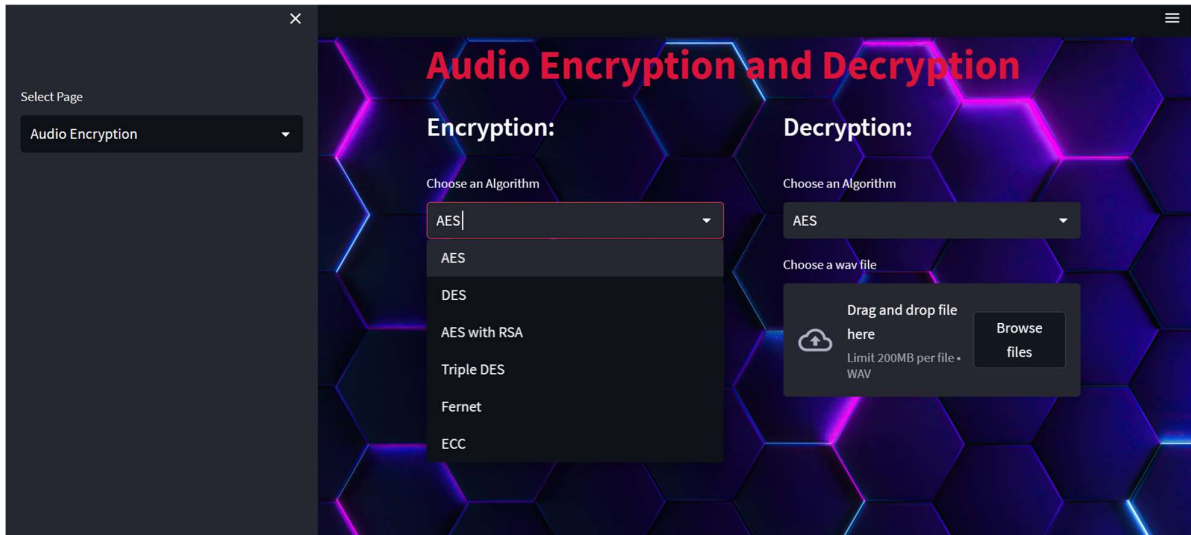 Select Page
Audio Encryption
Audio Encryption and Decryption
Encryption:
Choose an Algorithm
AES
AES
DES
AES with RSA
Triple DES
Fernet
ECC
Decryption:
Choose an Algorithm
AES
Choose a wav file
Drag and drop file
here
Limit 200MB per file •
WAV
Browse
files